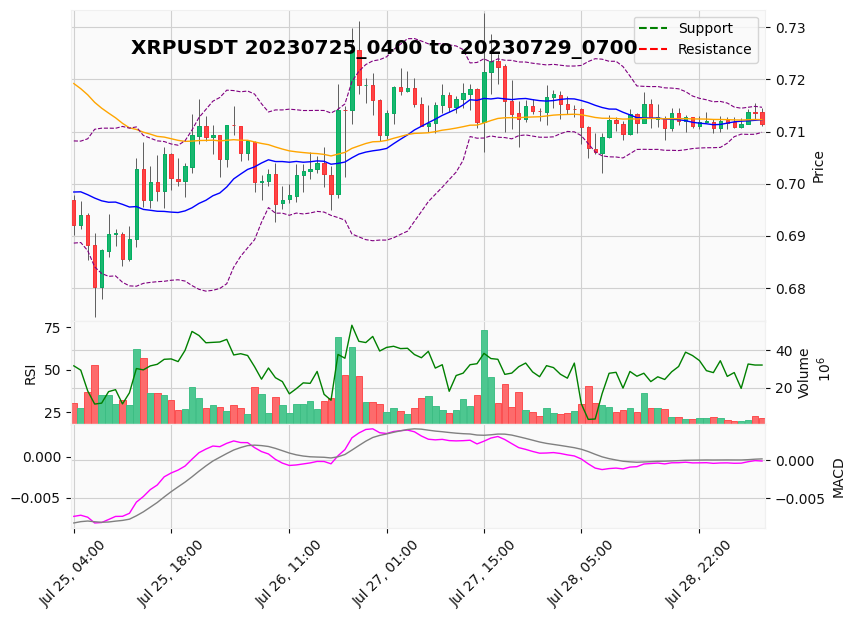 XRPUSDT 20230725_0400 to 20230729_0700
Support
Resistance
0.73
0.72
0.71
0.70
0.69
0.68
Price
75
50
25
RSI
40
20
Volume
10^6
0.000
−0.005
0.000
−0.005
MACD
Jul 25, 04:00
Jul 25, 18:00
Jul 26, 11:00
Jul 27, 01:00
Jul 27, 15:00
Jul 28, 05:00
Jul 28, 22:00